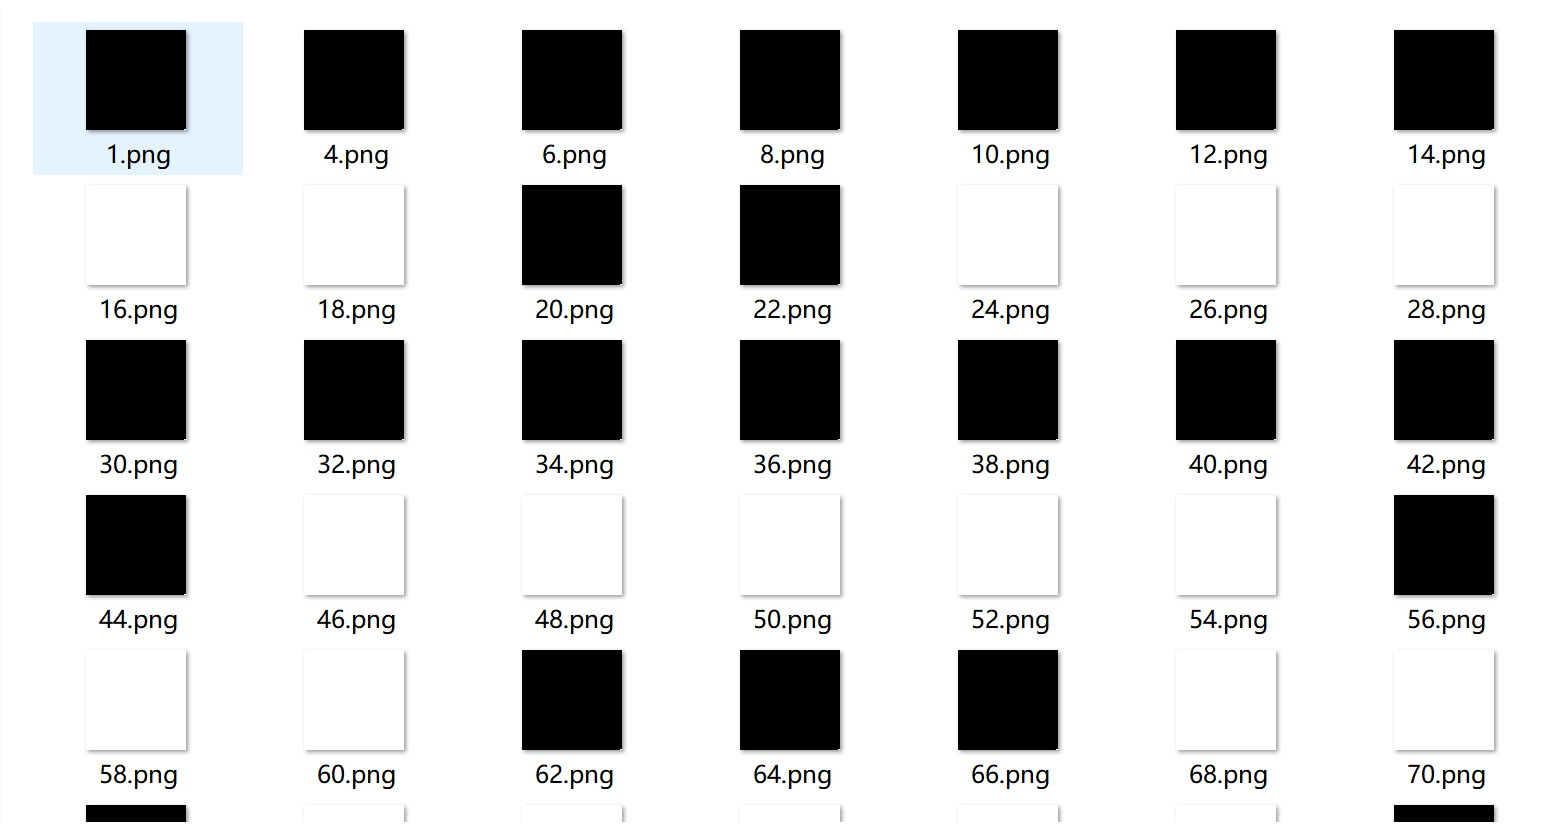 1.png 4.png 6.png 8.png 10.png 12.png 14.png
16.png 18.png 20.png 22.png 24.png 26.png 28.png
30.png 32.png 34.png 36.png 38.png 40.png 42.png
44.png 46.png 48.png 50.png 52.png 54.png 56.png
58.png 60.png 62.png 64.png 66.png 68.png 70.png